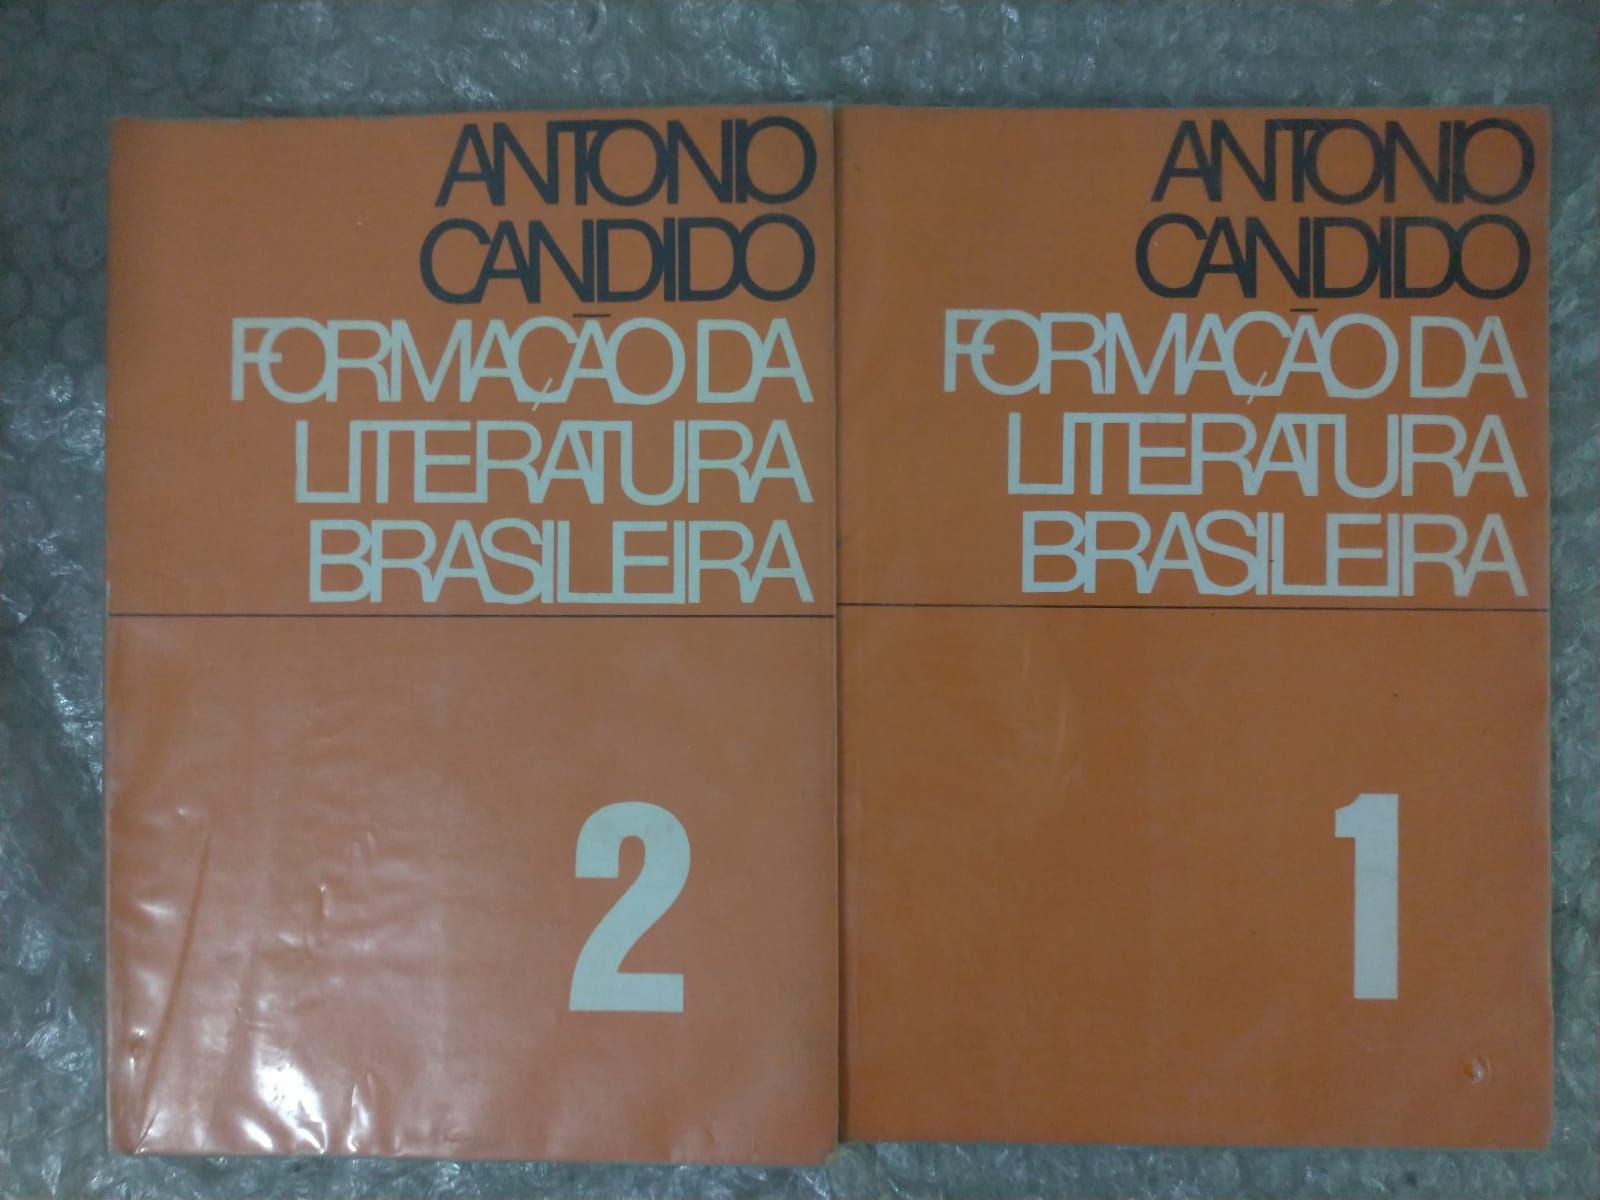 ANTONIO
CANDIDO
FORMAÇÃO DA
LITERATURA
BRASILEIRA
2
ANTONIO
CANDIDO
FORMAÇÃO DA
LITERATURA
BRASILEIRA
1